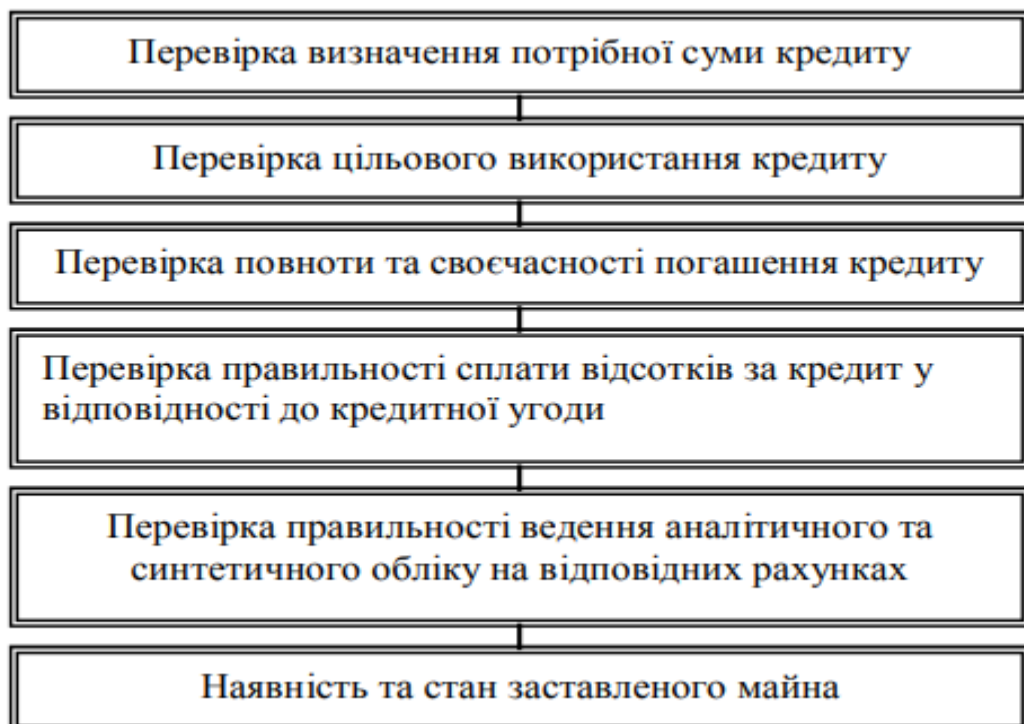 Перевірка визначення потрібної суми кредиту
Перевірка цільового використання кредиту
Перевірка повноти та своєчасності погашення кредиту
Перевірка правильності сплати відсотків за кредит у
відповідності до кредитної угоди
Перевірка правильності ведення аналітичного та
синтетичного обліку на відповідних рахунках
Наявність та стан заставленого майна